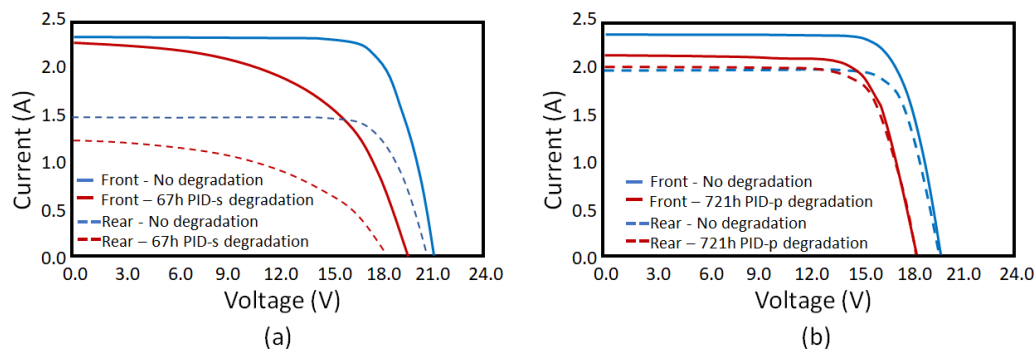 2.5
2.0
1.5
1.0
0.5
0.0
Current (A)
Front - No degradation
Front – 67h PID-s degradation
Rear - No degradation
Rear – 67h PID-s degradation
0.0 3.0 6.0 9.0 12.0 15.0 18.0 21.0 24.0
Voltage (V)
(a)
2.5
2.0
1.5
1.0
0.5
0.0
Current (A)
Front - No degradation
Front – 721h PID-p degradation
Rear - No degradation
Rear – 721h PID-p degradation
0.0 3.0 6.0 9.0 12.0 15.0 18.0 21.0 24.0
Voltage (V)
(b)